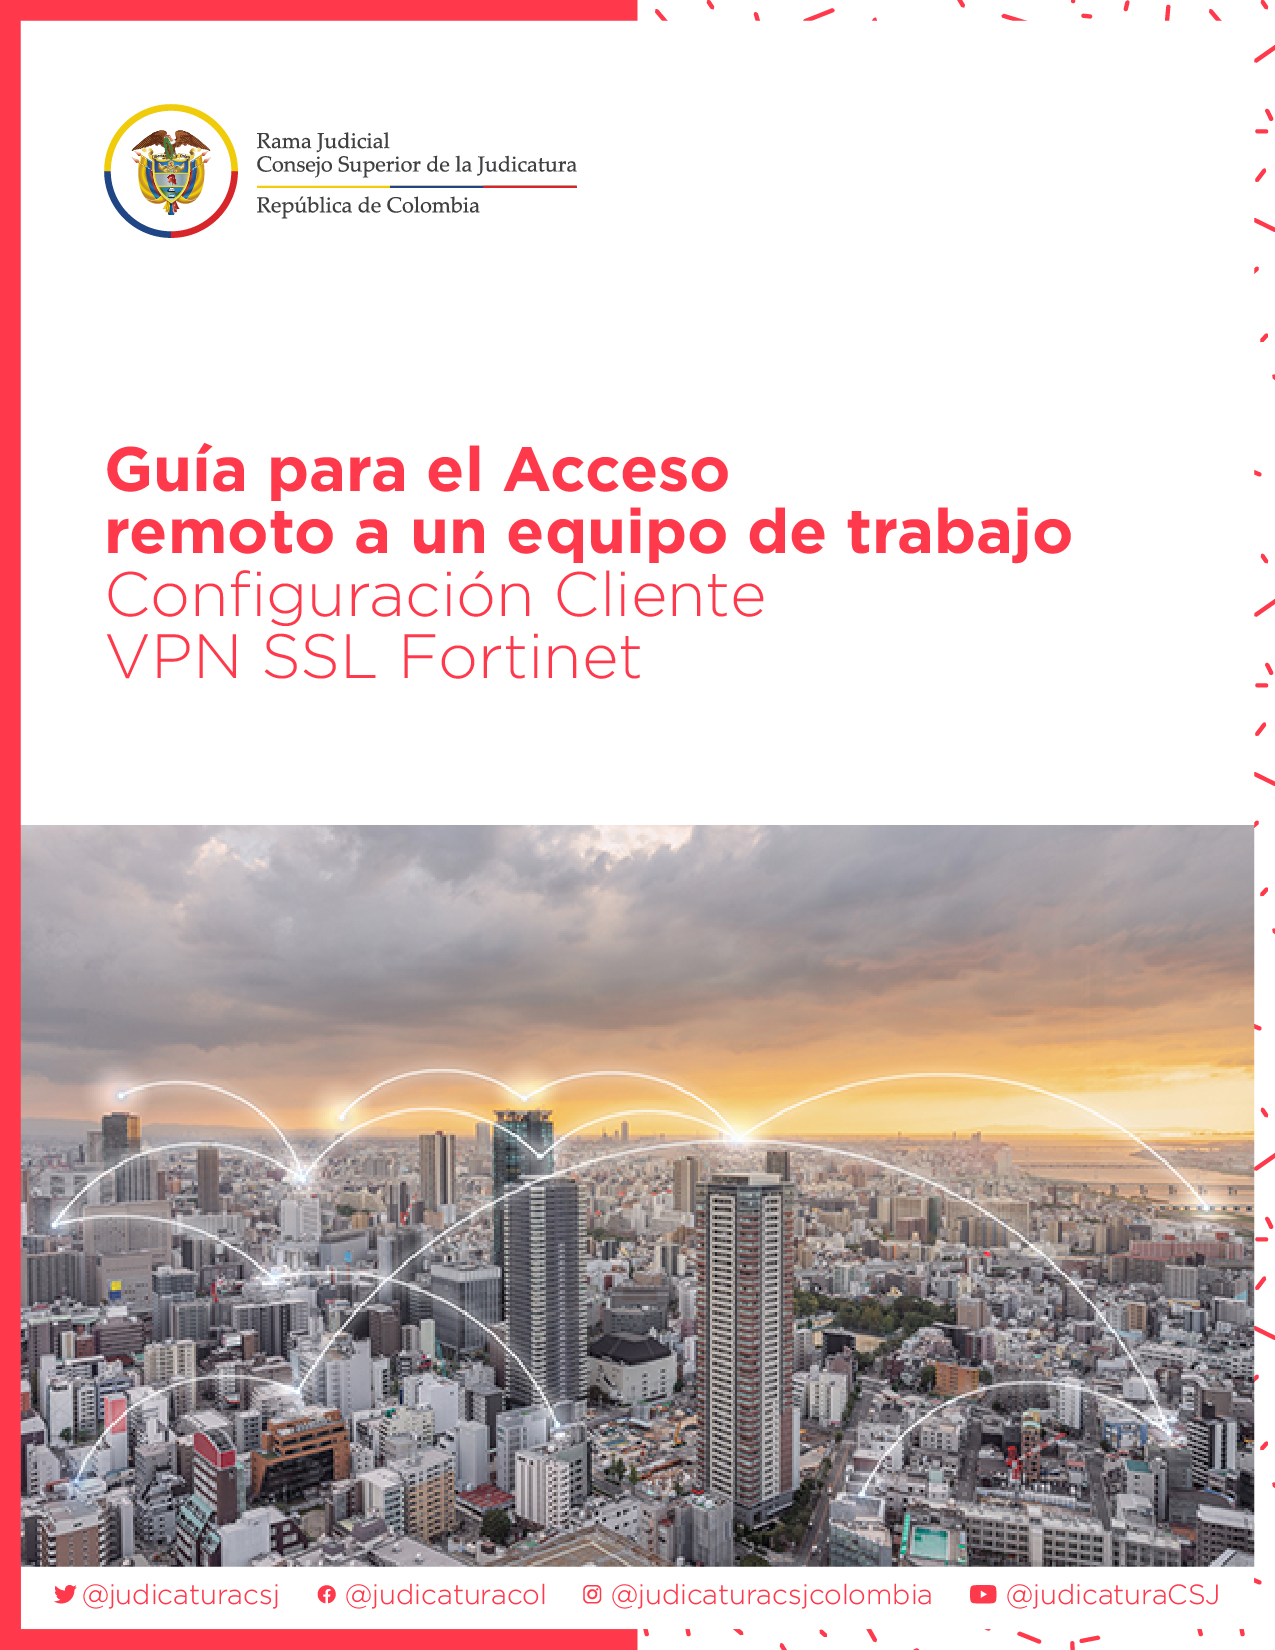 Rama Judicial
Consejo Superior de la Judicatura
República de Colombia
Guía para el Acceso
remoto a un equipo de trabajo
Configuración Cliente
VPN SSL Fortinet
@judicaturacsj @judicaturacol @judicaturacsjcolombia @judicaturaCSJ